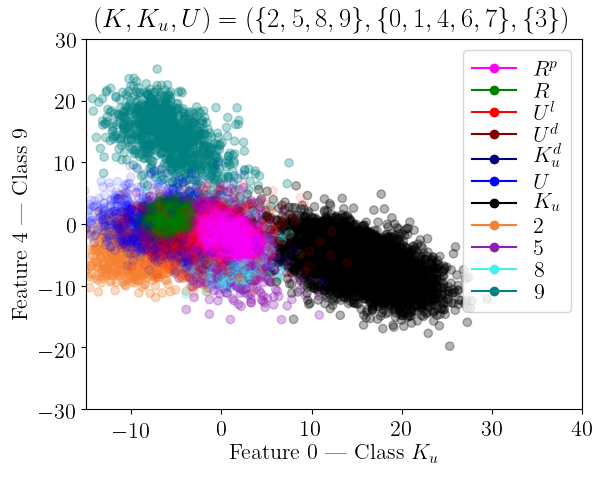 (K, K_u, U) = ({2, 5, 8, 9}, {0, 1, 4, 6, 7}, {3})
30
20
10
0
−10
−20
−30
Feature 4 — Class 9
R^p
R
U^l
U^d
K_u^d
U
K_u
2
5
8
9
−10
0
10
20
30
40
Feature 0 — Class K_u